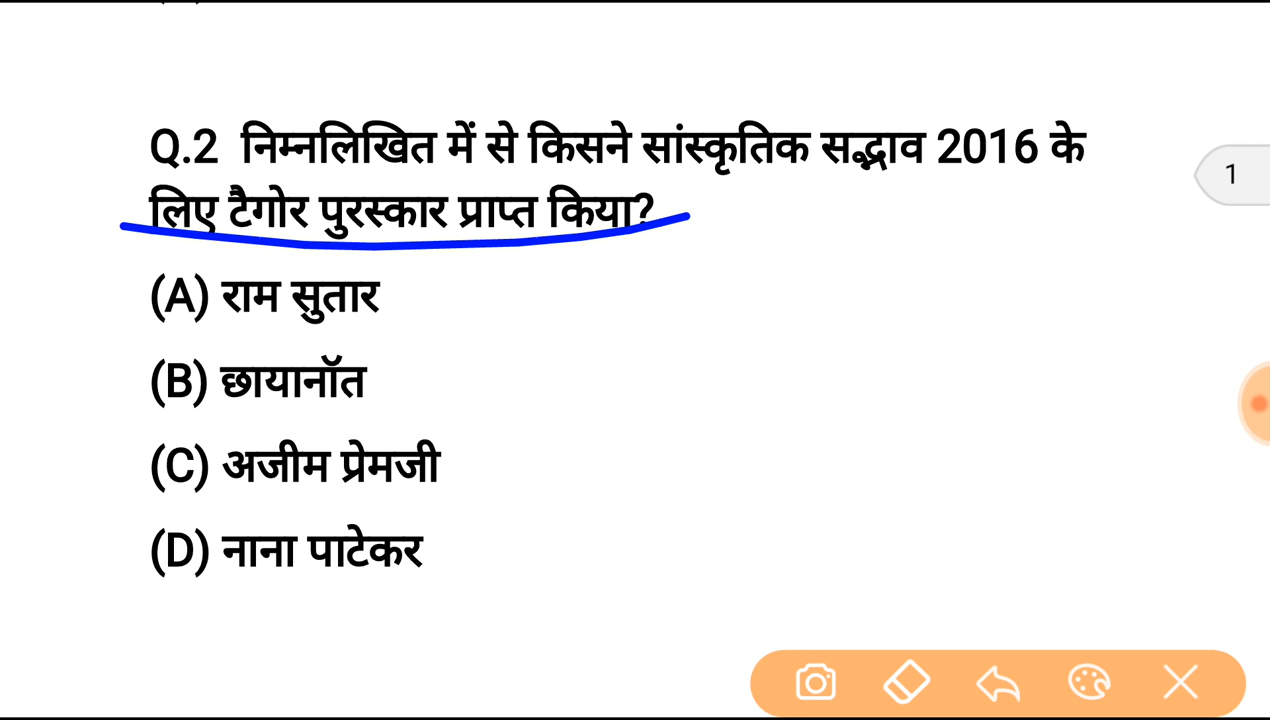 Q.2 निम्नलिखित में से किसने सांस्कृतिक सद्भाव 2016 के
लिए टैगोर पुरस्कार प्राप्त किया?
1
(A) राम सुतार
(B) छायानॉत
(C) अजीम प्रेमजी
(D) नाना पाटेकर